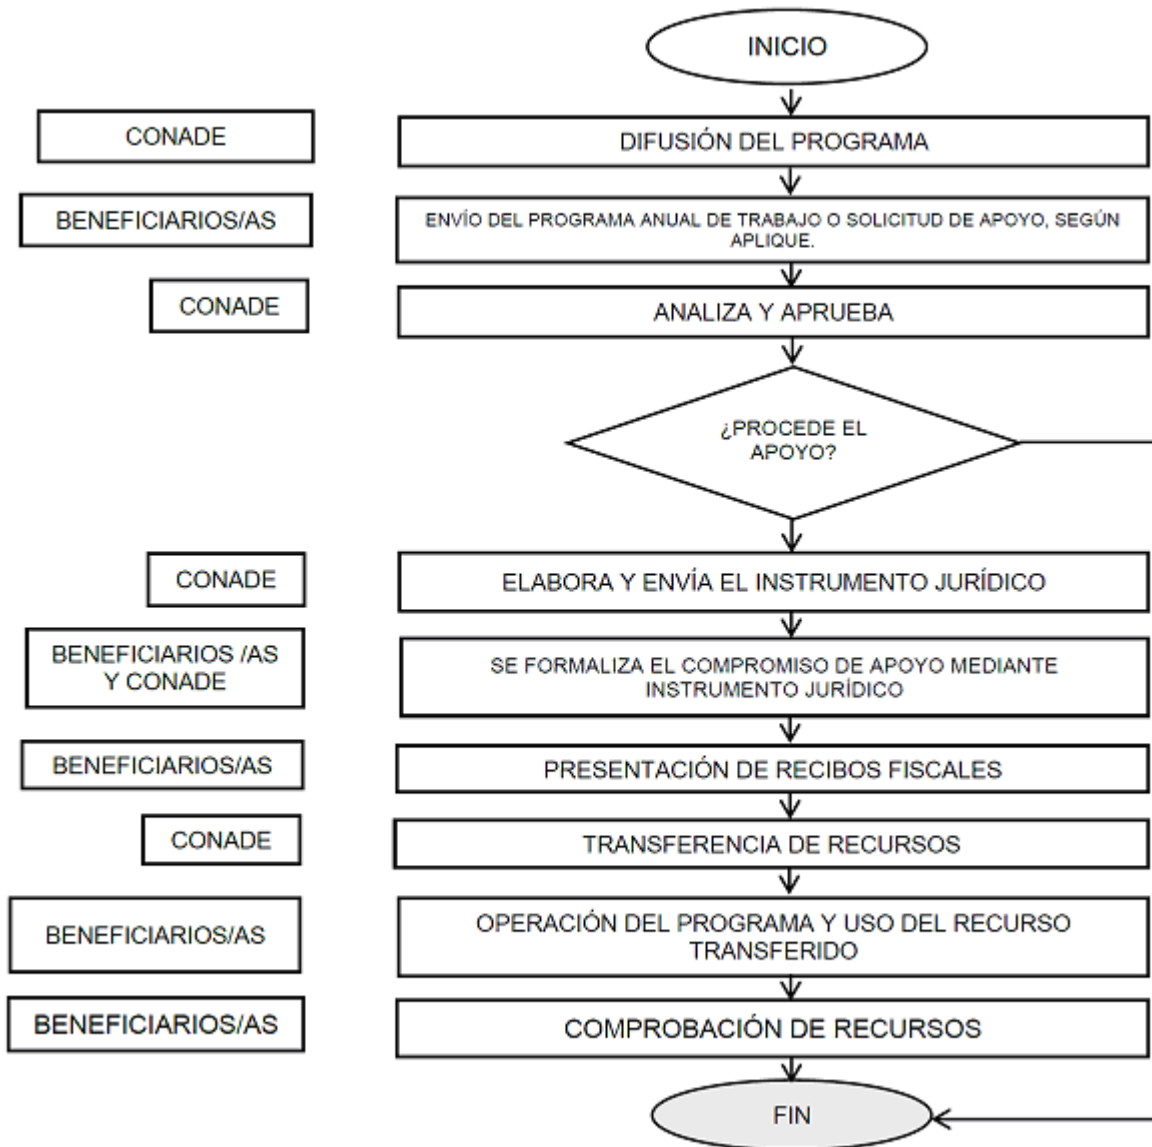 INICIO
CONADE
DIFUSIÓN DEL PROGRAMA
BENEFICIARIOS/AS
ENVÍO DEL PROGRAMA ANUAL DE TRABAJO O SOLICITUD DE APOYO, SEGÚN
APLIQUE.
CONADE
ANALIZA Y APRUEBA
¿PROCEDE EL
APOYO?
CONADE
ELABORA Y ENVÍA EL INSTRUMENTO JURÍDICO
BENEFICIARIOS /AS
Y CONADE
SE FORMALIZA EL COMPROMISO DE APOYO MEDIANTE
INSTRUMENTO JURÍDICO
BENEFICIARIOS/AS
PRESENTACIÓN DE RECIBOS FISCALES
CONADE
TRANSFERENCIA DE RECURSOS
BENEFICIARIOS/AS
OPERACIÓN DEL PROGRAMA Y USO DEL RECURSO
TRANSFERIDO
BENEFICIARIOS/AS
COMPROBACIÓN DE RECURSOS
FIN